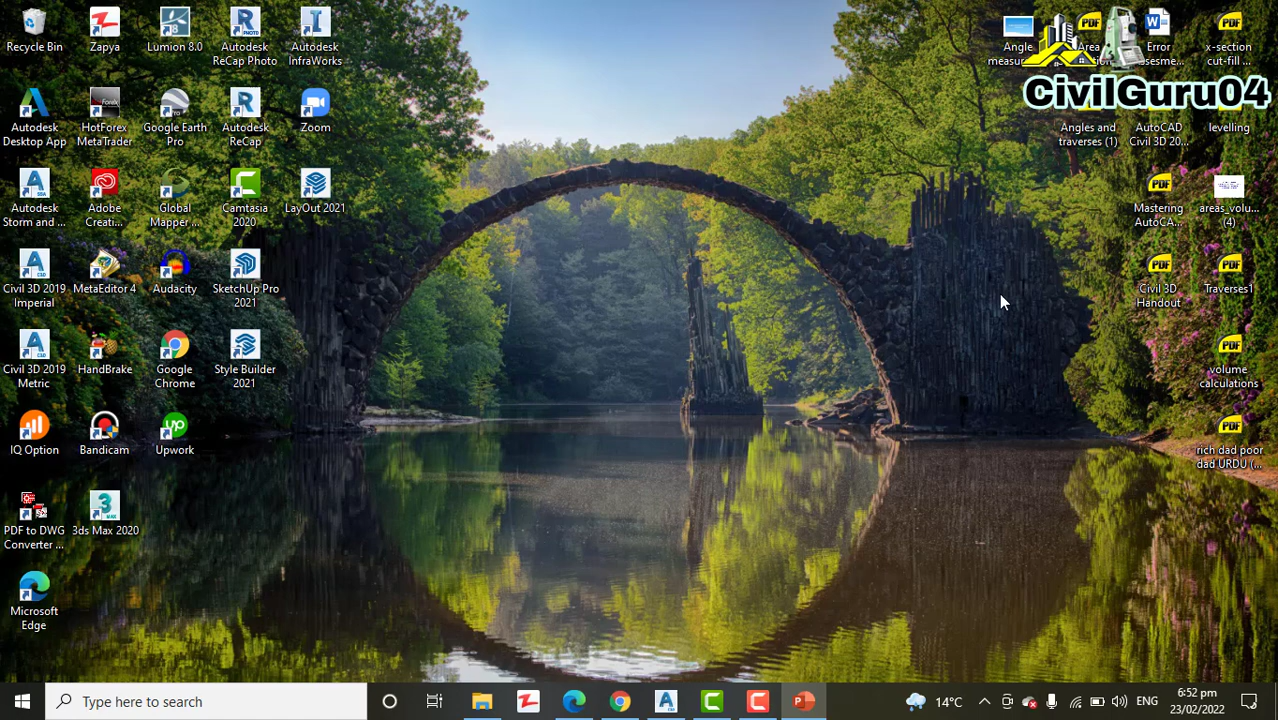 Recycle Bin
Zapya
Lumion 8.0
Autodesk
ReCap Photo
Autodesk
InfraWorks
Autodesk
Desktop App
HotForex
MetaTrader
Google Earth
Pro
Autodesk
ReCap
Zoom
Autodesk
Storm and ...
Adobe
Creati...
Global
Mapper ...
Camtasia
2020
LayOut 2021
Civil 3D 2019
Imperial
MetaEditor 4
Audacity
SketchUp Pro
2021
Civil 3D 2019
Metric
HandBrake
Google
Chrome
Style Builder
2021
IQ Option
Bandicam
Upwork
PDF to DWG
Converter ...
3ds Max 2020
Microsoft
Edge
Angle
Error
assesme...
x-section
cut-fill ...
CivilGuru04
Angles and
traverses (1)
AutoCAD
Civil 3D 20...
levelling
Mastering
AutoCA...
areas_volu...
(4)
Civil 3D
Handout
Traverses1
volume
calculations
rich dad poor
dad URDU (...
Type here to search
14°C
ENG
6:52 pm
23/02/2022